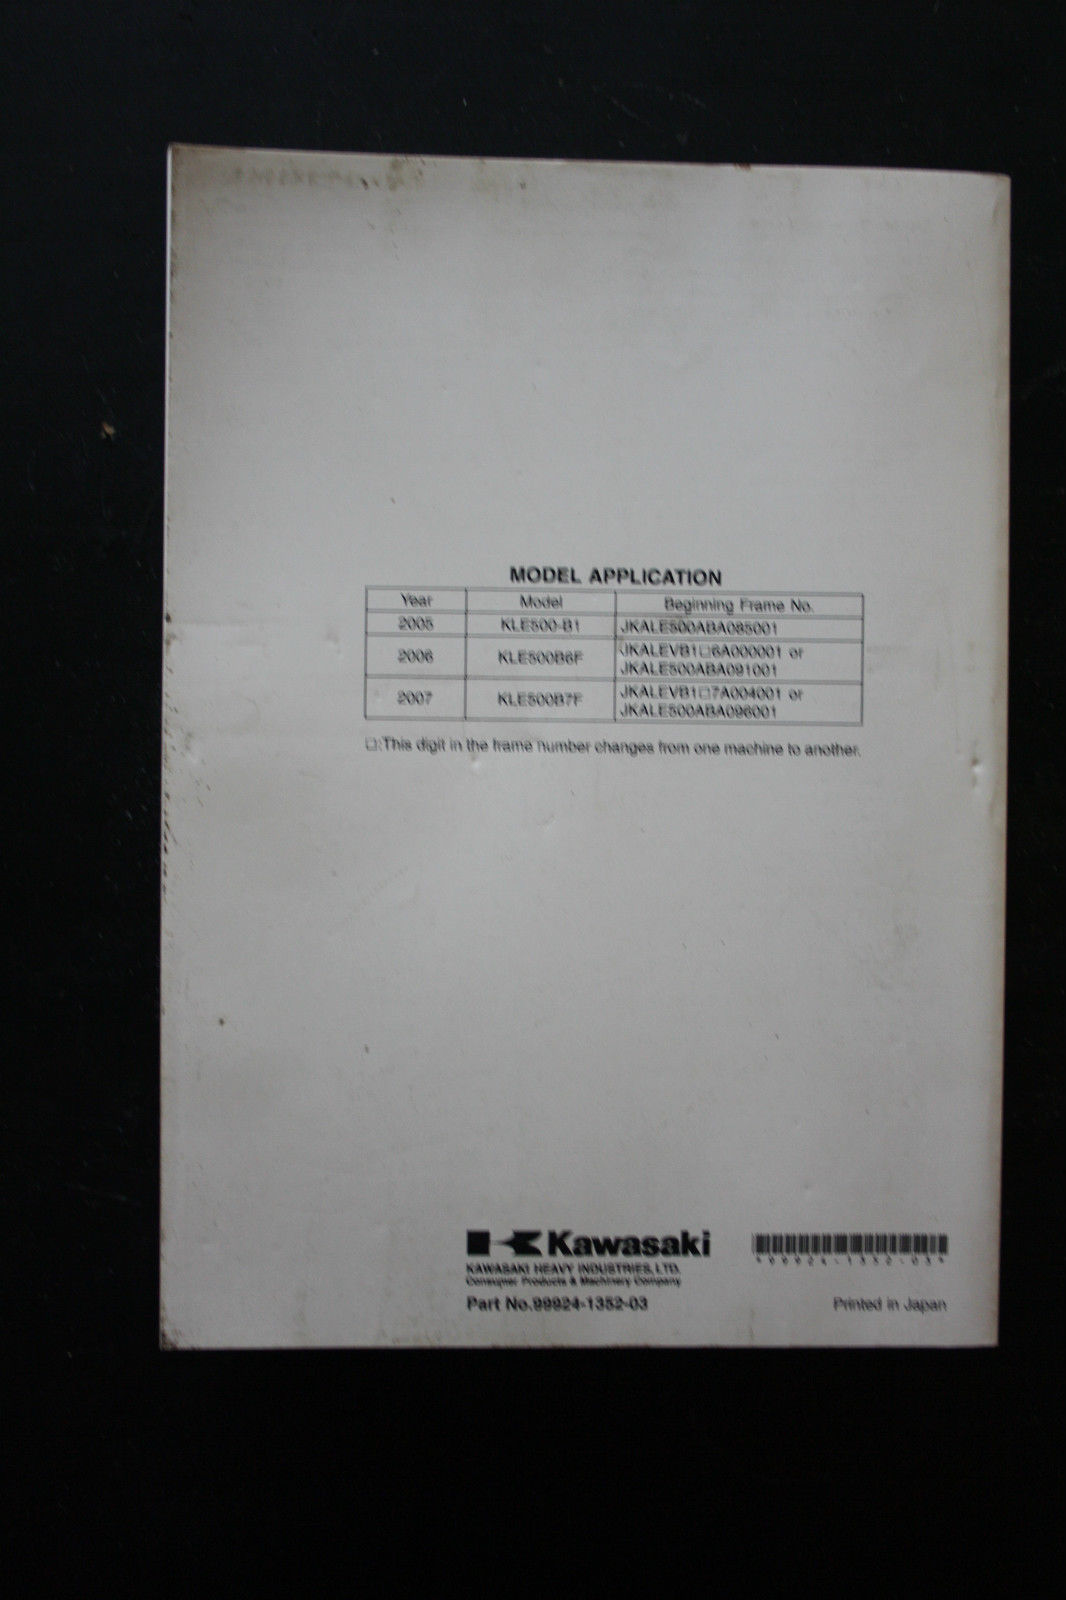 MODEL APPLICATION
Year Model Beginning Frame No.
2005 KLE500-B1 JKALE500ABA085001
2006 KLE500B6F JKALEVB1□6A000001 or
JKALE500ABA091001
2007 KLE500B7F JKALEVB1□7A004001 or
JKALE500ABA096001
□:This digit in the frame number changes from one machine to another.
Kawasaki
KAWASAKI HEAVY INDUSTRIES, LTD.
Consumer Products & Machinery Company
Part No.99924-1352-03
Printed in Japan